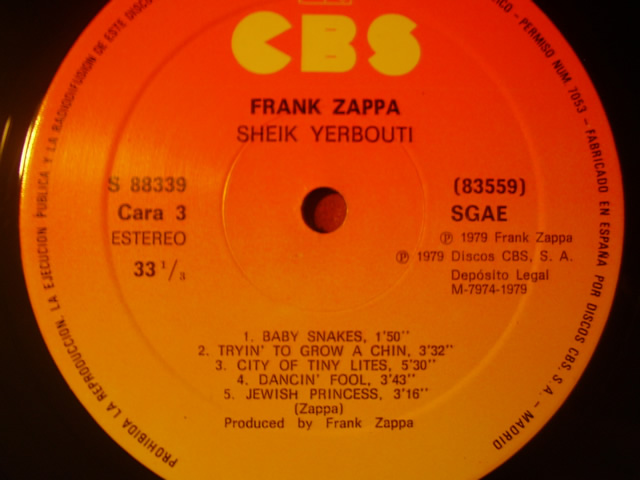 CBS
FRANK ZAPPA
SHEIK YERBOUTI
S 88339
Cara 3
ESTEREO
33 1/3
(83559)
SGAE
℗ 1979 Frank Zappa
℗ 1979 Discos CBS, S. A.
Depósito Legal
M-7974-1979
1. BABY SNAKES, 1'50''
2. TRYIN' TO GROW A CHIN, 3'32''
3. CITY OF TINY LITES, 5'30''
4. DANCIN' FOOL, 3'43''
5. JEWISH PRINCESS, 3'16''
(Zappa)
Produced by Frank Zappa
PROHIBIDA LA REPRODUCCION, LA EJECUCION PUBLICA Y LA RADIODIFUSION DE ESTE DISCO
- PERMISO NUM. 7053 - FABRICADO EN ESPAÑA POR DISCOS CBS, S. A. - MADRID